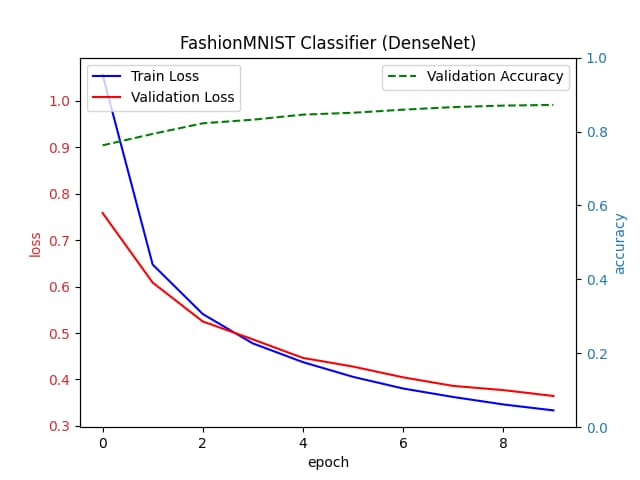 FashionMNIST Classifier (DenseNet)
Train Loss
Validation Loss
Validation Accuracy
loss
1.0
0.9
0.8
0.7
0.6
0.5
0.4
0.3
1.0
0.8
0.6
0.4
0.2
0.0
accuracy
0 2 4 6 8
epoch